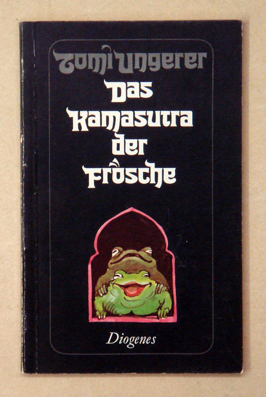 Tomi Ungerer
Das
Kamasutra
der
Frösche
Diogenes